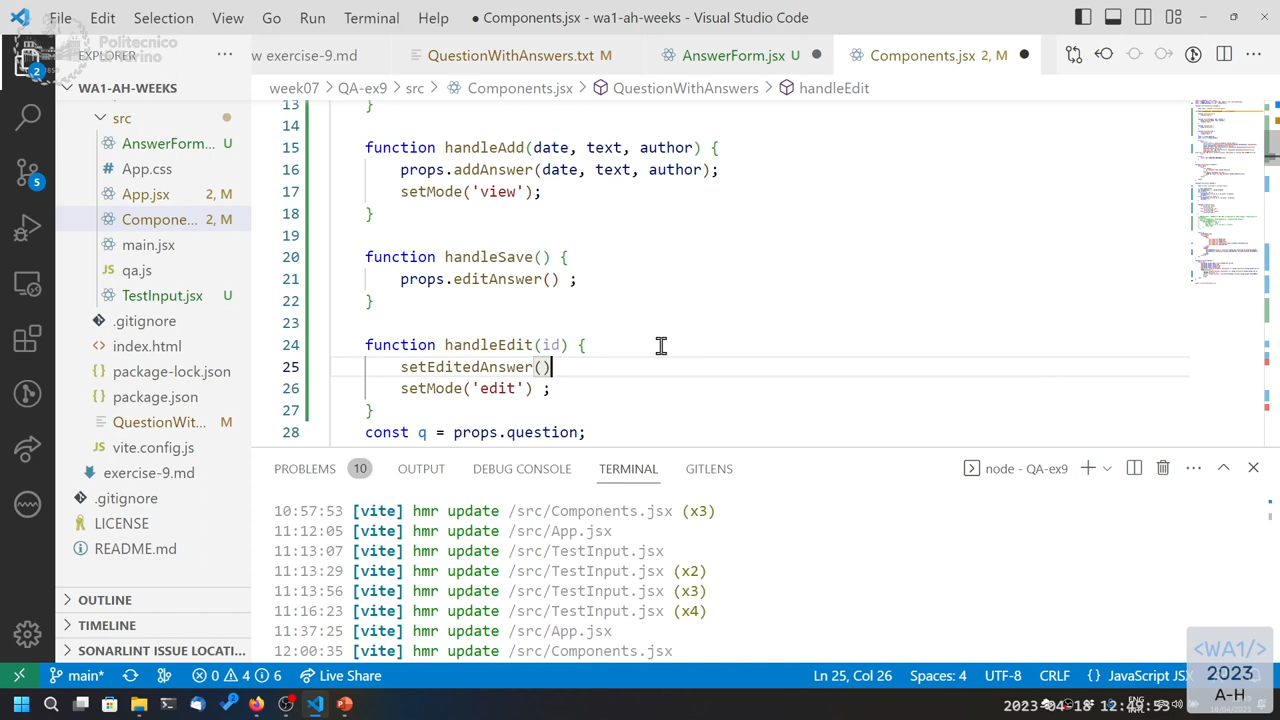 File Edit Selection View Go Run Terminal Help
● Components.jsx - wa1-ah-weeks - Visual Studio Code
EXPLORER
Politecnico
w exercise-9.md
QuestionWithAnswers.txt M
AnswerForm.jsx U
Components.jsx 2, M
WA1-AH-WEEKS
week07 > QA-ex9 > src > Components.jsx > QuestionWithAnswers > handleEdit
src
AnswerForm... U
App.css
App.jsx 2, M
Compone... 2, M
main.jsx
qa.js
TestInput.jsx U
.gitignore
index.html
package-lock.json
package.json
QuestionWit... M
vite.config.js
exercise-9.md
.gitignore
LICENSE
README.md
OUTLINE
TIMELINE
SONARLINT ISSUE LOCATI...
2
5
13 }
14
15 function handleAdd(date, text, author) {
16 props.addAnswer(date, text, author);
17 setMode('view') ;
18 }
19
20 function handleSave() {
21 props.editAnswer() ;
22 }
23
24 function handleEdit(id) {
25 setEditedAnswer()
26 setMode('edit') ;
27 }
28 const q = props.question;
PROBLEMS 10 OUTPUT DEBUG CONSOLE TERMINAL GITLENS
node - QA-ex9
10:57:53 [vite] hmr update /src/Components.jsx (x3)
11:12:05 [vite] hmr update /src/App.jsx
11:13:07 [vite] hmr update /src/TestInput.jsx
11:13:29 [vite] hmr update /src/TestInput.jsx (x2)
11:13:56 [vite] hmr update /src/TestInput.jsx (x3)
11:16:23 [vite] hmr update /src/TestInput.jsx (x4)
11:37:25 [vite] hmr update /src/App.jsx
12:00:35 [vite] hmr update /src/Components.jsx
<WA1/>
2023
A-H
main* 0 4 6
Ln 25, Col 26 Spaces: 4 UTF-8 CRLF {} JavaScript JSX
ENG